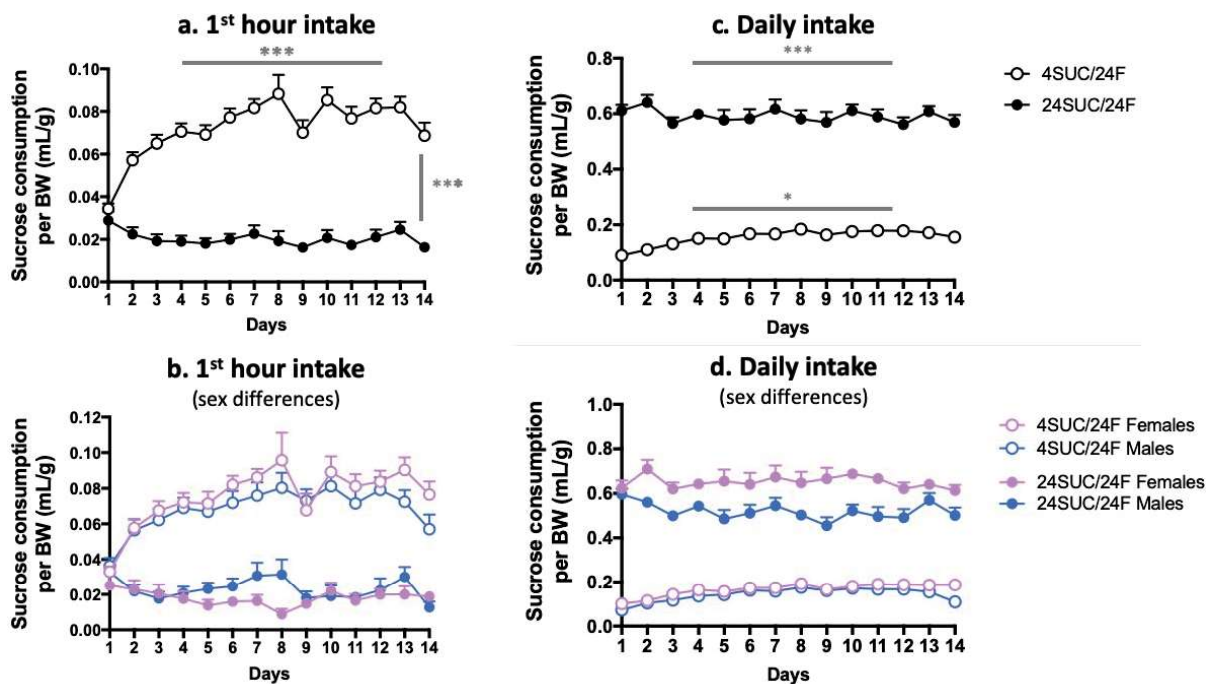 a. 1st hour intake
***
Sucrose consumption
per BW (mL/g)
0.10
0.08
0.06
0.04
0.02
0.00
***
1 2 3 4 5 6 7 8 9 10 11 12 13 14
Days
c. Daily intake
***
Sucrose consumption
per BW (mL/g)
0.8
0.6
0.4
0.2
0.0
*
1 2 3 4 5 6 7 8 9 10 11 12 13 14
Days
4SUC/24F
24SUC/24F
b. 1st hour intake
(sex differences)
Sucrose consumption
per BW (mL/g)
0.12
0.10
0.08
0.06
0.04
0.02
0.00
1 2 3 4 5 6 7 8 9 10 11 12 13 14
Days
d. Daily intake
(sex differences)
Sucrose consumption
per BW (mL/g)
1.0
0.8
0.6
0.4
0.2
0.0
1 2 3 4 5 6 7 8 9 10 11 12 13 14
Days
4SUC/24F Females
4SUC/24F Males
24SUC/24F Females
24SUC/24F Males